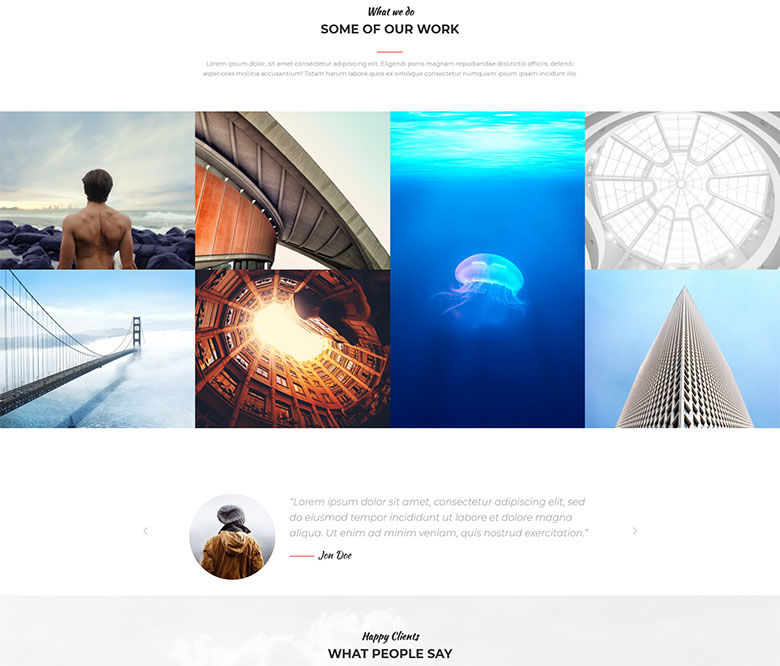 What we do
SOME OF OUR WORK
Lorem ipsum dolor, sit amet consectetur adipisicing elit. Eligendi porro magnam repudiandae distinctio officiis, deleniti
asperiores mollitia accusantium! Totam harum labore quos ex similique consectetur numquam ipsum ipsam incidunt illo.
“Lorem ipsum dolor sit amet, consectetur adipiscing elit, sed
do eiusmod tempor incididunt ut labore et dolore magna
aliqua. Ut enim ad minim veniam, quis nostrud exercitation.”
Jon Doe
Happy Clients
WHAT PEOPLE SAY